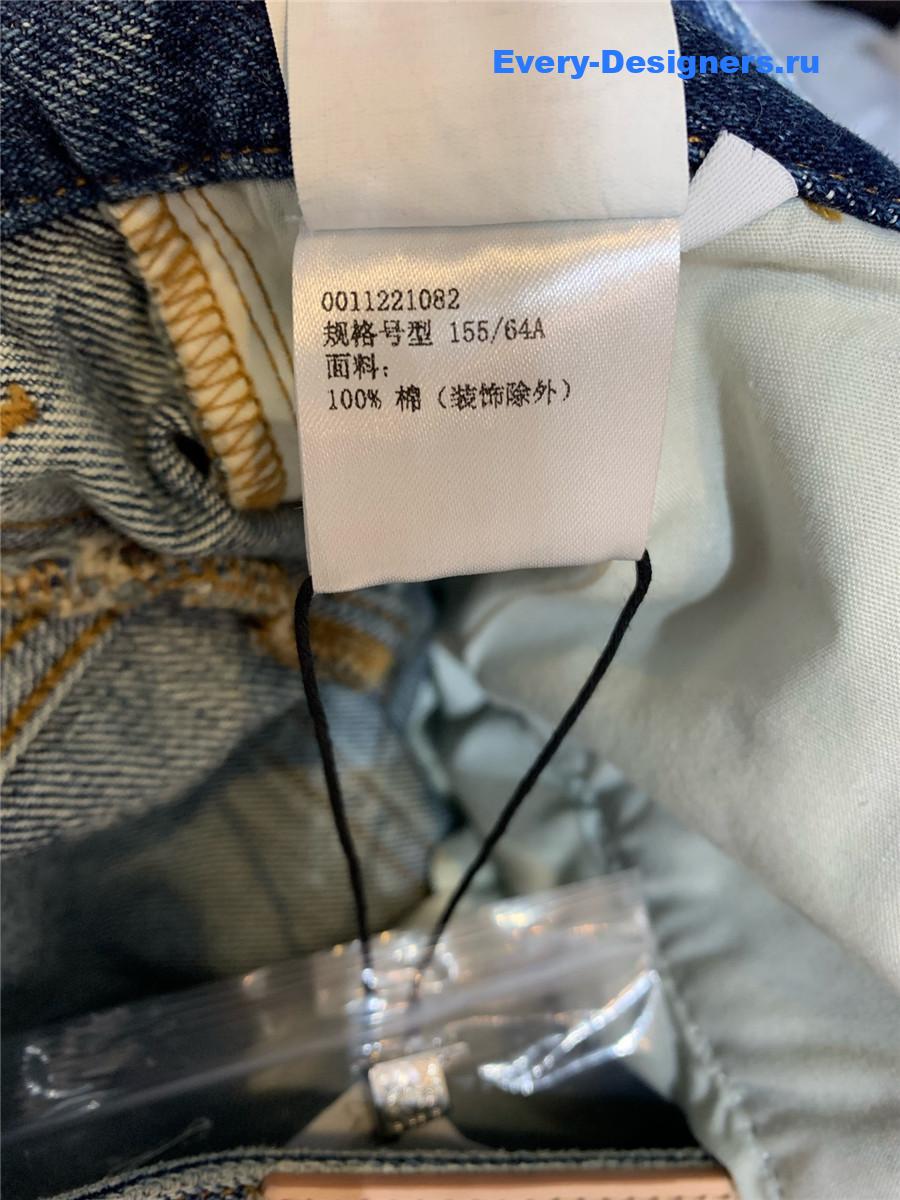 Every-Designers.ru
0011221082
规格号型 155/64A
面料:
100% 棉（装饰除外）